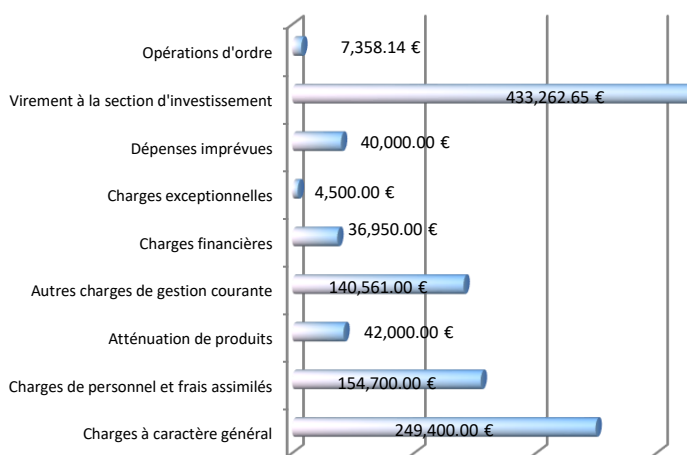 Opérations d'ordre 7,358.14 €
Virement à la section d'investissement 433,262.65 €
Dépenses imprévues 40,000.00 €
Charges exceptionnelles 4,500.00 €
Charges financières 36,950.00 €
Autres charges de gestion courante 140,561.00 €
Atténuation de produits 42,000.00 €
Charges de personnel et frais assimilés 154,700.00 €
Charges à caractère général 249,400.00 €